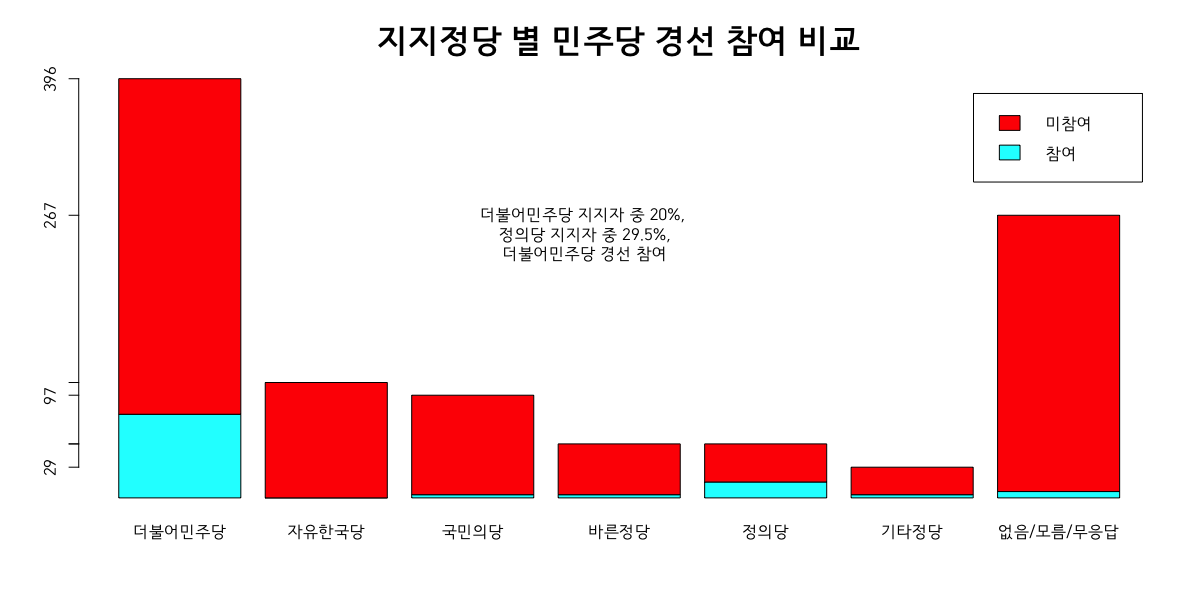 지지정당 별 민주당 경선 참여 비교
396
267
97
29
미참여
참여
더불어민주당 지지자 중 20%,
정의당 지지자 중 29.5%,
더불어민주당 경선 참여
더불어민주당 자유한국당 국민의당 바른정당 정의당 기타정당 없음/모름/무응답